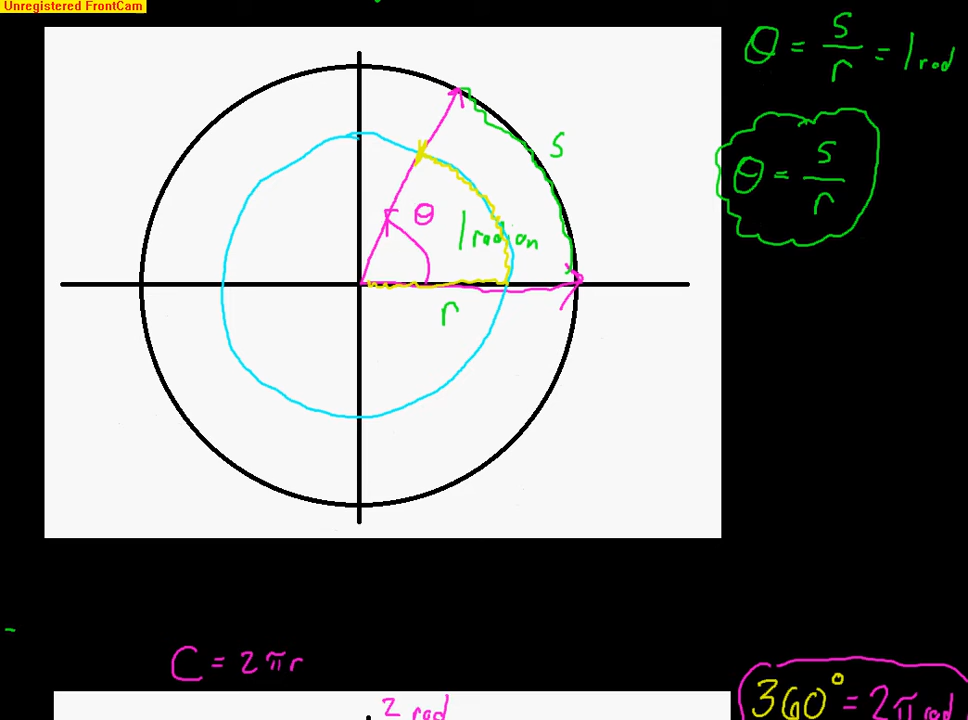 Unregistered FrontCam
θ = s/r = 1 rad
θ = s/r
s
θ
1 radian
r
C = 2πr
360° = 2π rad
2 rad